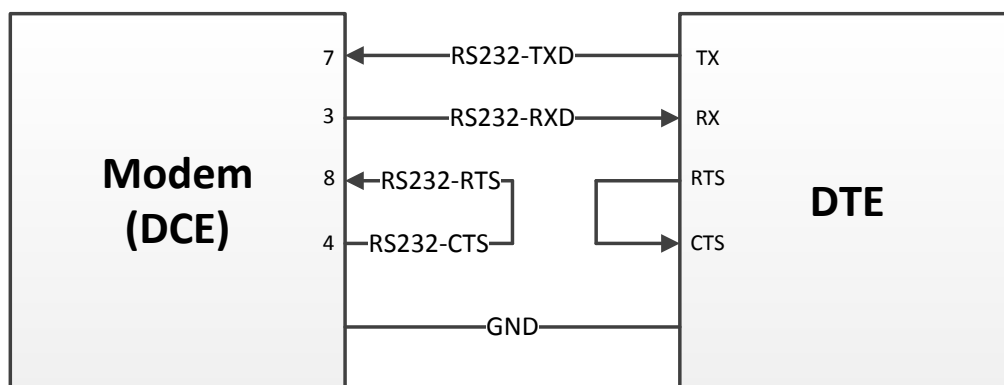 7 RS232-TXD TX
3 RS232-RXD RX
Modem
(DCE)
8 RS232-RTS RTS
DTE
4 RS232-CTS CTS
GND